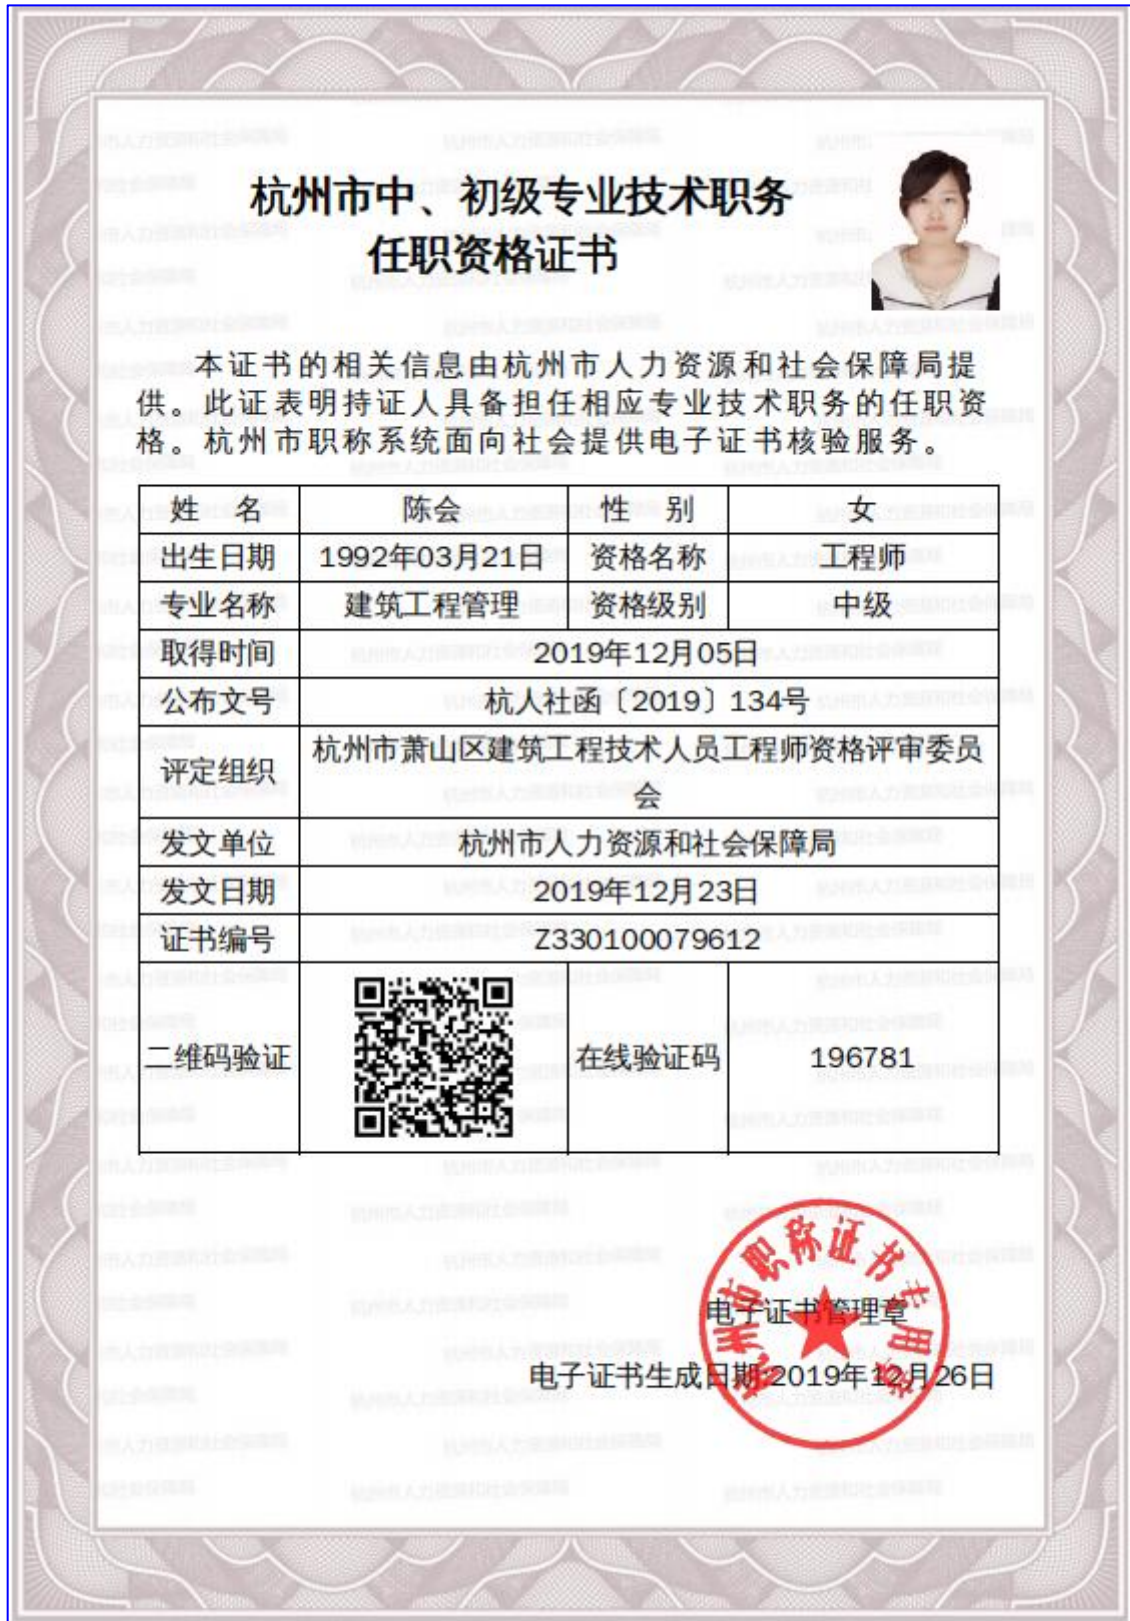 杭州市中、初级专业技术职务
任职资格证书
本证书的相关信息由杭州市人力资源和社会保障局提
供。此证表明持证人具备担任相应专业技术职务的任职资
格。杭州市职称系统面向社会提供电子证书核验服务。
姓 名 陈会 性 别 女
出生日期 1992年03月21日 资格名称 工程师
专业名称 建筑工程管理 资格级别 中级
取得时间 2019年12月05日
公布文号 杭人社函〔2019〕134号
评定组织 杭州市萧山区建筑工程技术人员工程师资格评审委员
会
发文单位 杭州市人力资源和社会保障局
发文日期 2019年12月23日
证书编号 Z330100079612
二维码验证 在线验证码 196781
杭州市职称证书专用章
电子证书管理章
电子证书生成日期:2019年12月26日